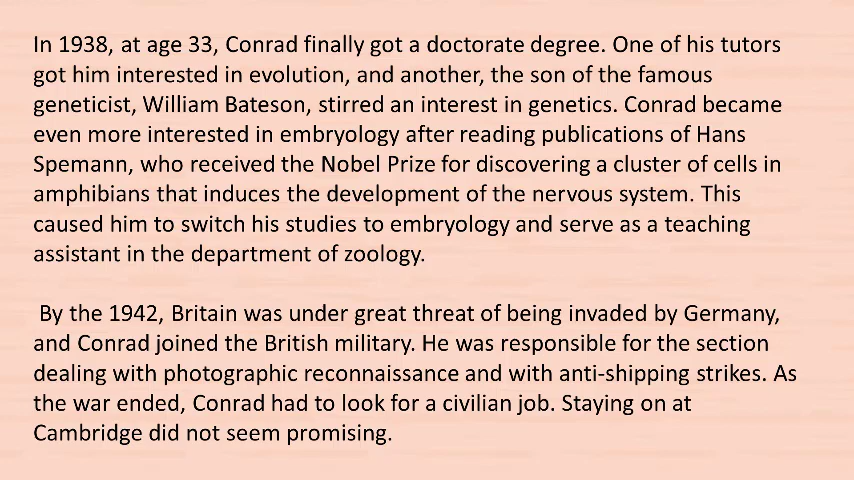 In 1938, at age 33, Conrad finally got a doctorate degree. One of his tutors
got him interested in evolution, and another, the son of the famous
geneticist, William Bateson, stirred an interest in genetics. Conrad became
even more interested in embryology after reading publications of Hans
Spemann, who received the Nobel Prize for discovering a cluster of cells in
amphibians that induces the development of the nervous system. This
caused him to switch his studies to embryology and serve as a teaching
assistant in the department of zoology.
By the 1942, Britain was under great threat of being invaded by Germany,
and Conrad joined the British military. He was responsible for the section
dealing with photographic reconnaissance and with anti-shipping strikes. As
the war ended, Conrad had to look for a civilian job. Staying on at
Cambridge did not seem promising.